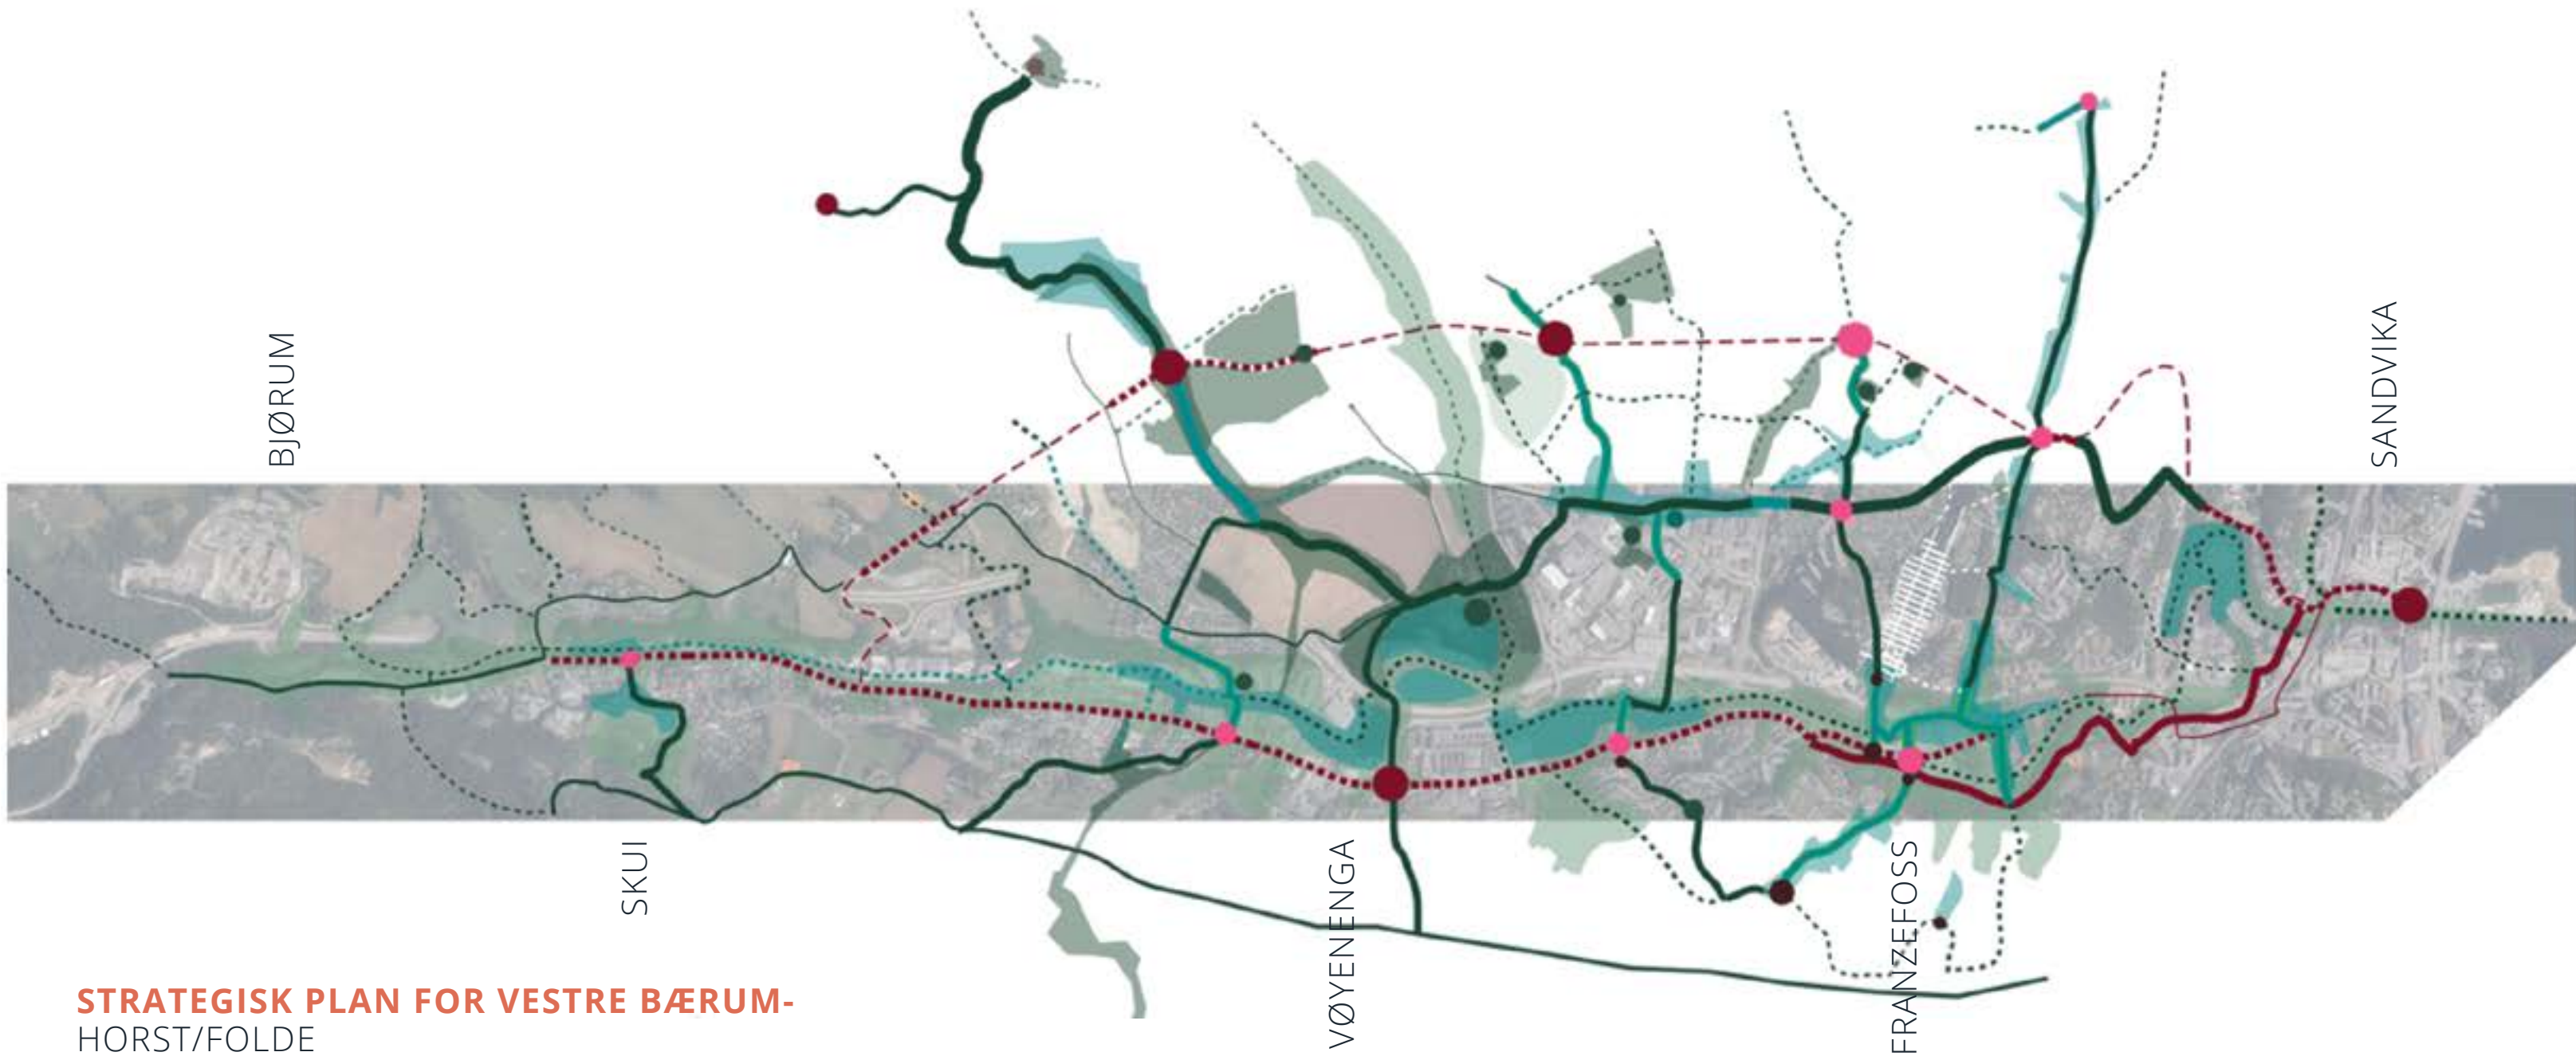 BJØRUM
SANDVIKA
SKUI
VØYENENGA
FRANZEFOSS
STRATEGISK PLAN FOR VESTRE BÆRUM-
HORST/FOLDE